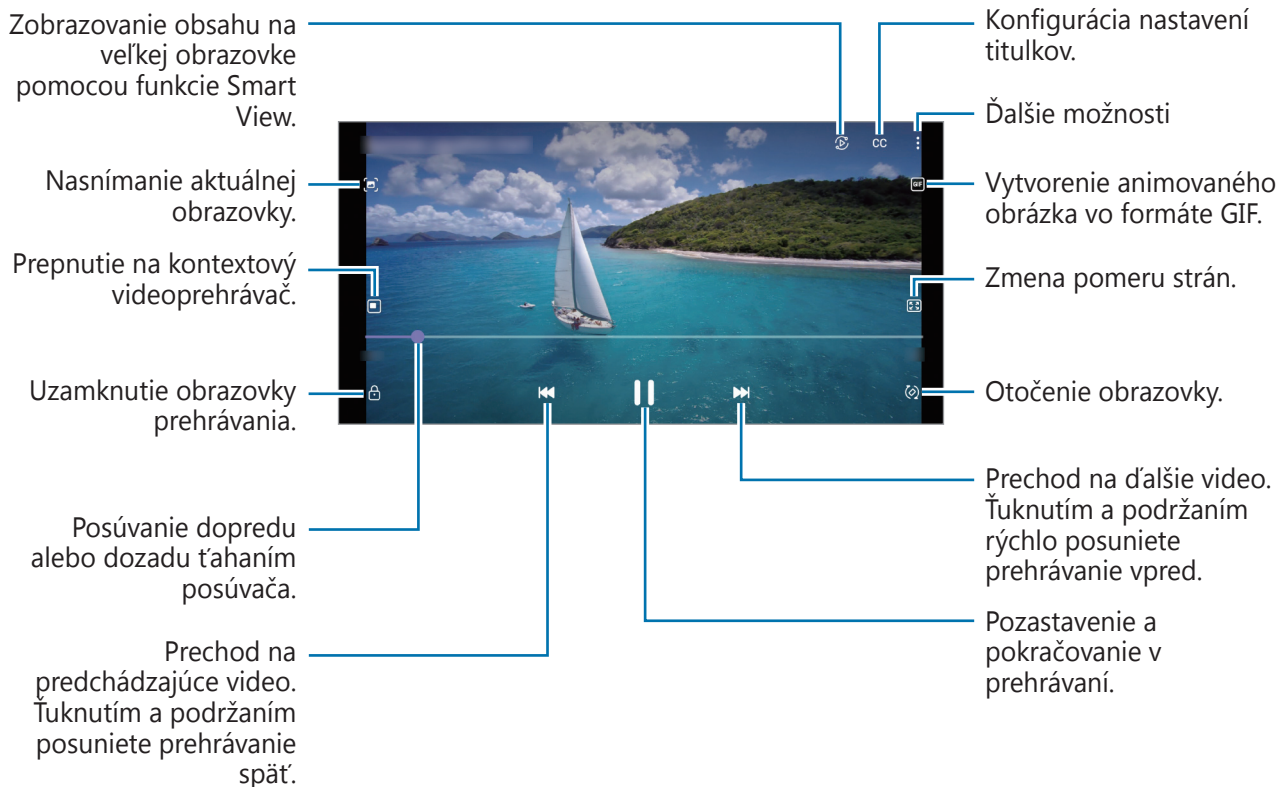 Zobrazovanie obsahu na
veľkej obrazovke
pomocou funkcie Smart
View.
Nasnímanie aktuálnej
obrazovky.
Prepnutie na kontextový
videoprehrávač.
Uzamknutie obrazovky
prehrávania.
Posúvanie dopredu
alebo dozadu ťahaním
posúvača.
Prechod na
predchádzajúce video.
Ťuknutím a podržaním
posuniete prehrávanie
späť.
CC
GIF
Konfigurácia nastavení
titulkov.
Ďalšie možnosti
Vytvorenie animovaného
obrázka vo formáte GIF.
Zmena pomeru strán.
Otočenie obrazovky.
Prechod na ďalšie video.
Ťuknutím a podržaním
rýchlo posuniete
prehrávanie vpred.
Pozastavenie a
pokračovanie v
prehrávaní.